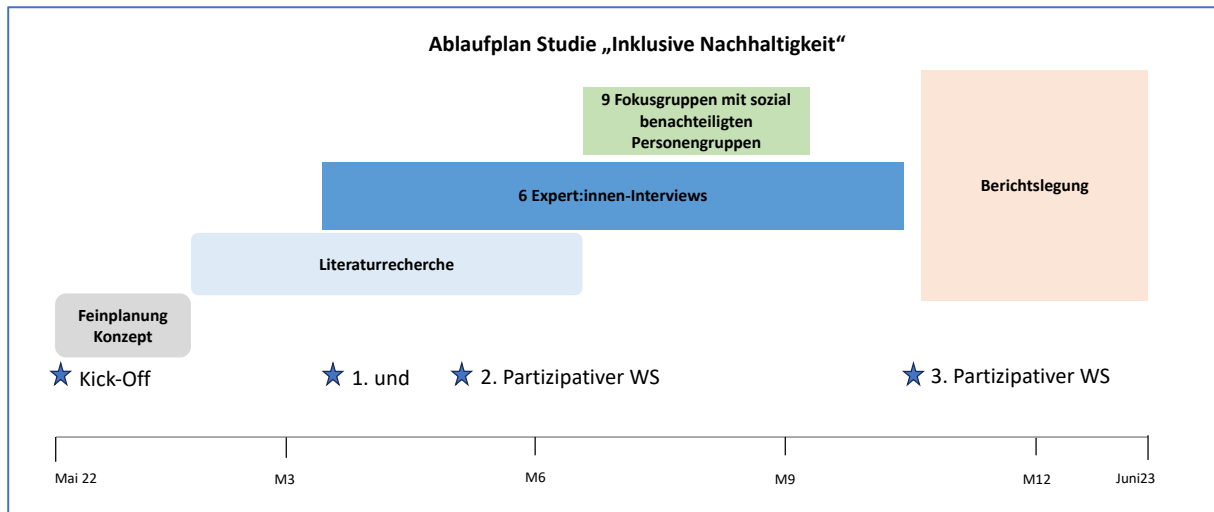 Ablaufplan Studie „Inklusive Nachhaltigkeit“
9 Fokusgruppen mit sozial
benachteiligten
Personengruppen
Berichtslegung
6 Expert:innen-Interviews
Literaturrecherche
Feinplanung
Konzept
Kick-Off
1. und
2. Partizipativer WS
3. Partizipativer WS
Mai 22
M3
M6
M9
M12
Juni23